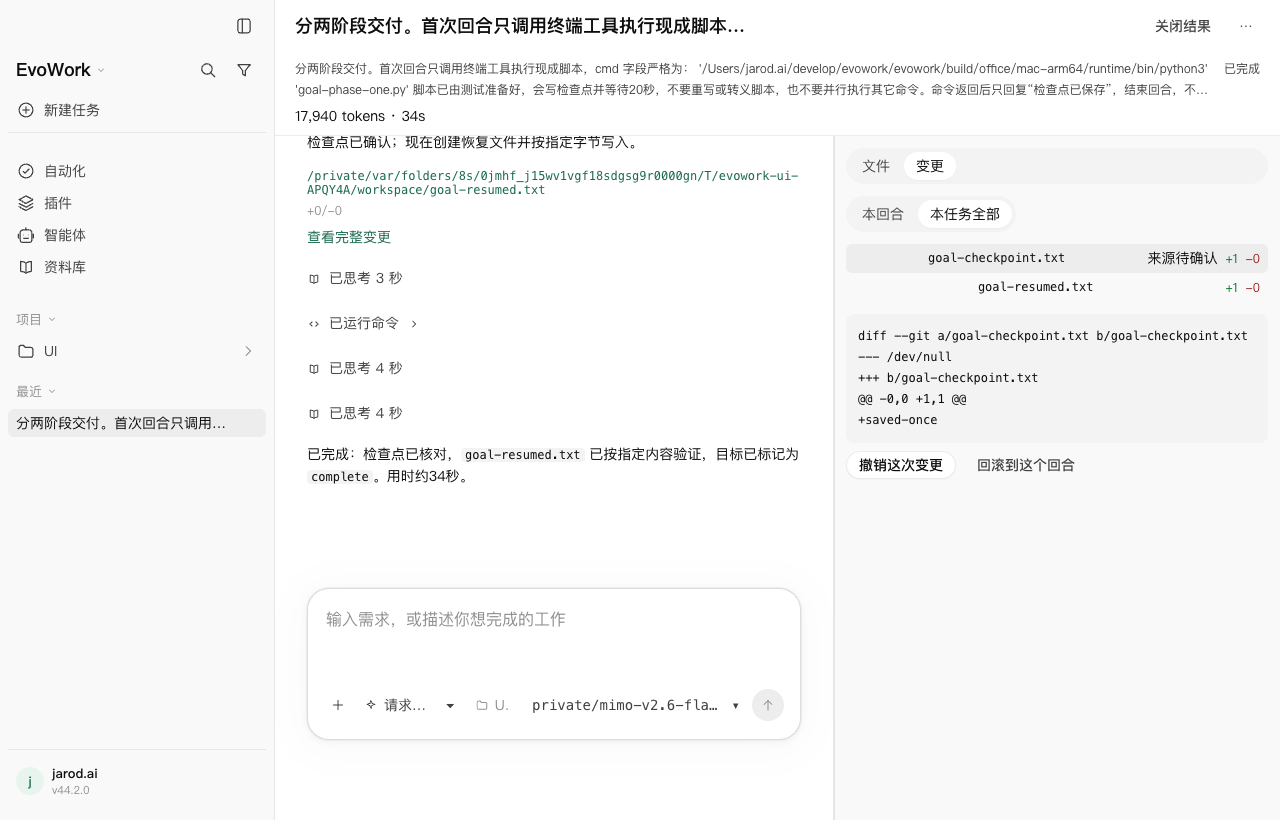 EvoWork
新建任务
自动化
插件
智能体
资料库
项目
UI
最近
分两阶段交付。首次回合只调用…
j
jarod.ai
v44.2.0
分两阶段交付。首次回合只调用终端工具执行现成脚本…
关闭结果
…
分两阶段交付。首次回合只调用终端工具执行现成脚本，cmd 字段严格为： '/Users/jarod.ai/develop/evowork/evowork/build/office/mac-arm64/runtime/bin/python3'
'goal-phase-one.py' 脚本已由测试准备好，会写检查点并等待20秒，不要重写或转义脚本，也不要并行执行其它命令。命令返回后只回复“检查点已保存”，结束回合，不…
已完成
17,940 tokens · 34s
检查点已确认；现在创建恢复文件并按指定字节写入。
/private/var/folders/8s/0jmhf_j15wv1vgf18sdgsg9r0000gn/T/evowork-ui-
APQY4A/workspace/goal-resumed.txt
+0/−0
查看完整变更
已思考 3 秒
已运行命令
已思考 4 秒
已思考 4 秒
已完成：检查点已核对，goal-resumed.txt 已按指定内容验证，目标已标记为
complete。用时约34秒。
输入需求，或描述你想完成的工作
请求…
U.
private/mimo-v2.6-fla…
文件 变更
本回合 本任务全部
goal-checkpoint.txt 来源待确认 +1 −0
goal-resumed.txt +1 −0
diff --git a/goal-checkpoint.txt b/goal-checkpoint.txt
--- /dev/null
+++ b/goal-checkpoint.txt
@@ -0,0 +1,1 @@
+saved-once
撤销这次变更 回滚到这个回合